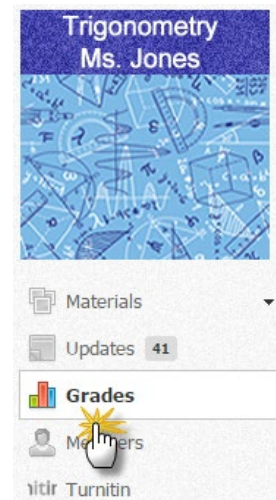 Trigonometry
Ms. Jones
Materials
Updates 41
Grades
Turnitin